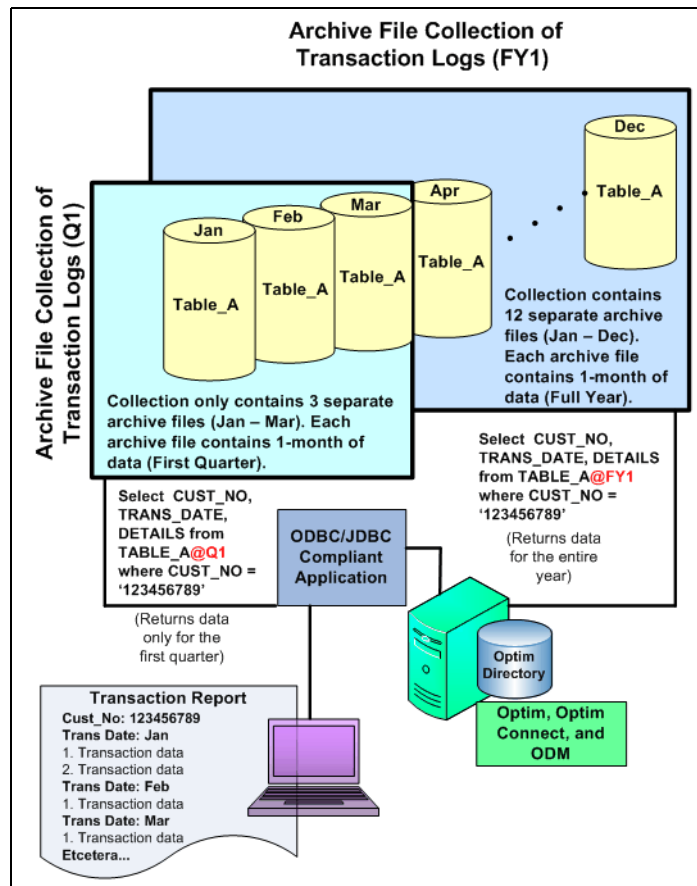 Archive File Collection of
Transaction Logs (FY1)
Archive File Collection of
Transaction Logs (Q1)
Dec
Table_A
Apr
Table_A
Mar
Table_A
Feb
Table_A
Jan
Table_A
Collection contains
12 separate archive
files (Jan – Dec).
Each archive file
contains 1-month of
data (Full Year).
Collection only contains 3 separate
archive files (Jan – Mar). Each
archive file contains 1-month of
data (First Quarter).
Select CUST_NO,
TRANS_DATE, DETAILS
from TABLE_A@FY1
where CUST_NO =
‘123456789’
(Returns data
for the entire
year)
Select CUST_NO,
TRANS_DATE,
DETAILS from
TABLE_A@Q1
where CUST_NO =
‘123456789’
(Returns data
only for the
first quarter)
ODBC/JDBC
Compliant
Application
Optim
Directory
Optim, Optim
Connect, and
ODM
Transaction Report
Cust_No: 123456789
Trans Date: Jan
1. Transaction data
2. Transaction data
Trans Date: Feb
1. Transaction data
Trans Date: Mar
1. Transaction data
Etcetera...